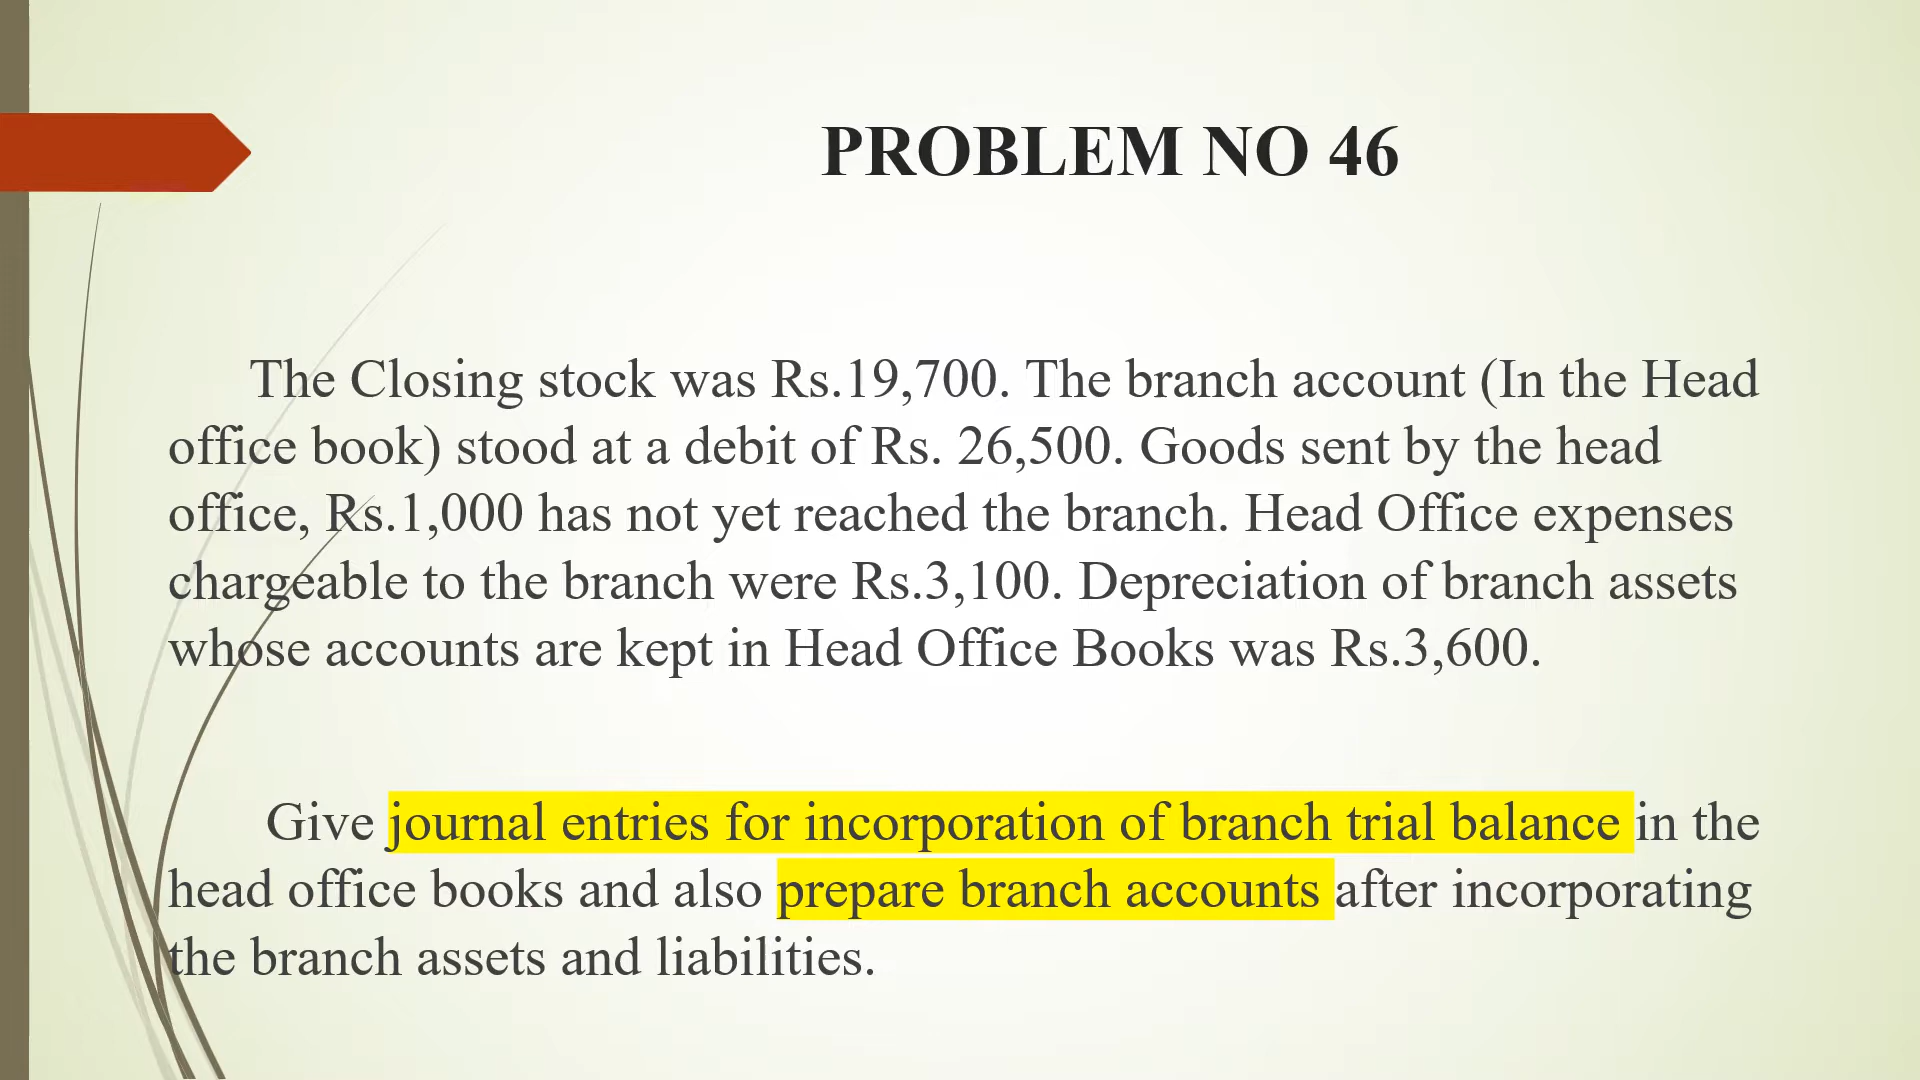 PROBLEM NO 46
The Closing stock was Rs.19,700. The branch account (In the Head
office book) stood at a debit of Rs. 26,500. Goods sent by the head
office, Rs.1,000 has not yet reached the branch. Head Office expenses
chargeable to the branch were Rs.3,100. Depreciation of branch assets
whose accounts are kept in Head Office Books was Rs.3,600.
Give journal entries for incorporation of branch trial balance in the
head office books and also prepare branch accounts after incorporating
the branch assets and liabilities.